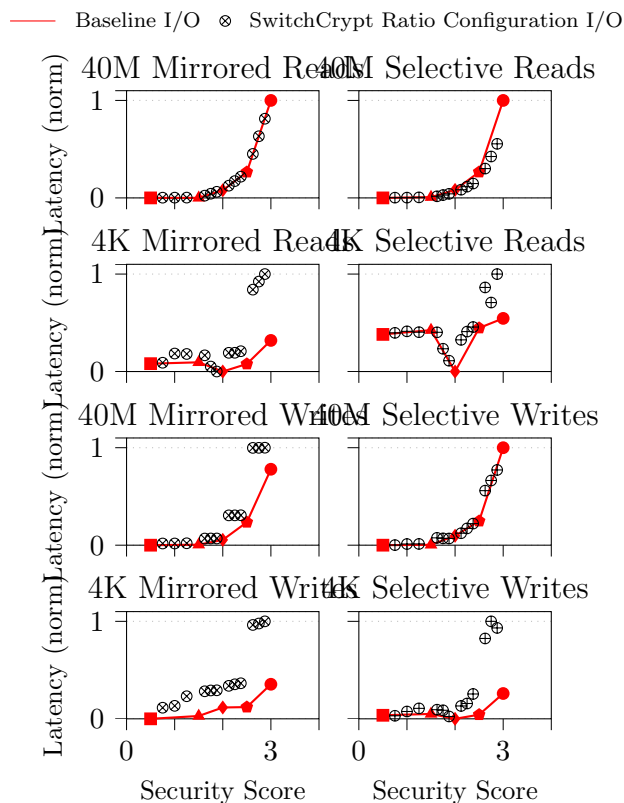 Baseline I/O SwitchCrypt Ratio Configuration I/O
40M Mirrored Reads 40M Selective Reads
Latency (norm)
1
0
4K Mirrored Reads 4K Selective Reads
Latency (norm)
1
0
40M Mirrored Writes 40M Selective Writes
Latency (norm)
1
0
4K Mirrored Writes 4K Selective Writes
Latency (norm)
1
0
0 3 3
Security Score Security Score